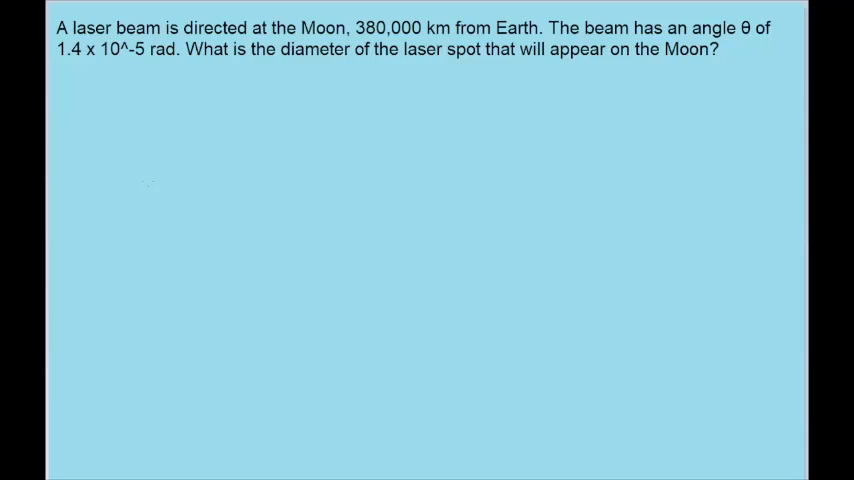 A laser beam is directed at the Moon, 380,000 km from Earth. The beam has an angle θ of
1.4 x 10^-5 rad. What is the diameter of the laser spot that will appear on the Moon?